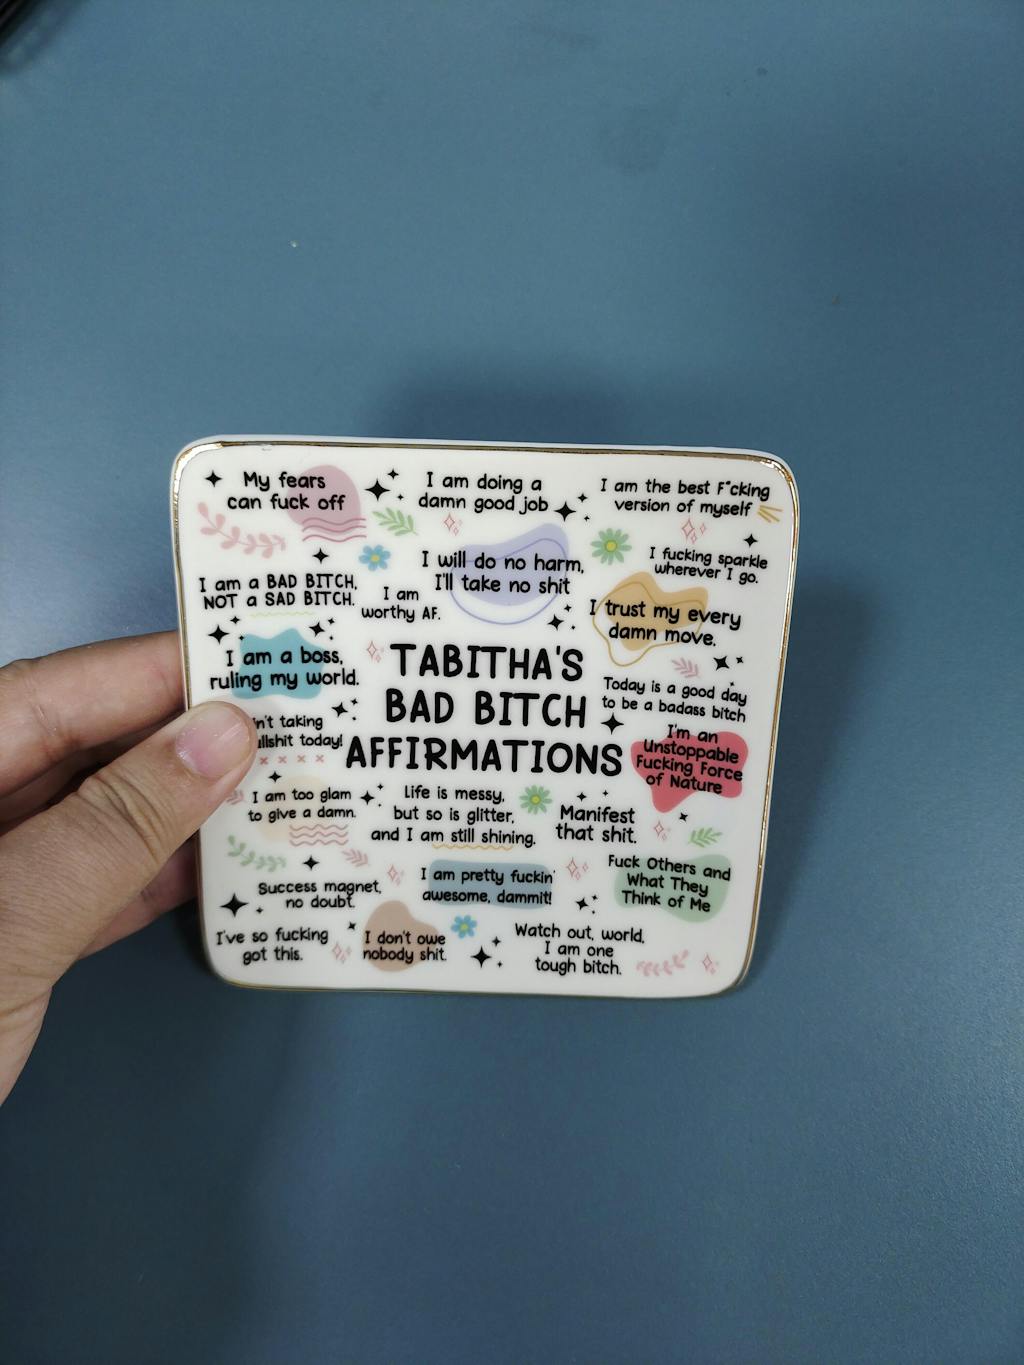 My fears
can fuck off
I am doing a
damn good job
I am the best F*cking
version of myself
I will do no harm,
I'll take no shit
I fucking sparkle
wherever I go.
I am a BAD BITCH,
NOT a SAD BITCH.
I am
worthy AF.
I trust my every
damn move.
I am a boss,
ruling my world.
TABITHA'S
BAD BITCH
AFFIRMATIONS
Today is a good day
to be a badass bitch
taking
today!
I'm an
Unstoppable
Fucking Force
of Nature
I am too glam
to give a damn.
Life is messy,
but so is glitter,
and I am still shining.
Manifest
that shit.
Success magnet,
no doubt.
I am pretty fuckin'
awesome, dammit!
Fuck Others and
What They
Think of Me
I've so fucking
got this.
I don't owe
nobody shit.
Watch out, world,
I am one
tough bitch.